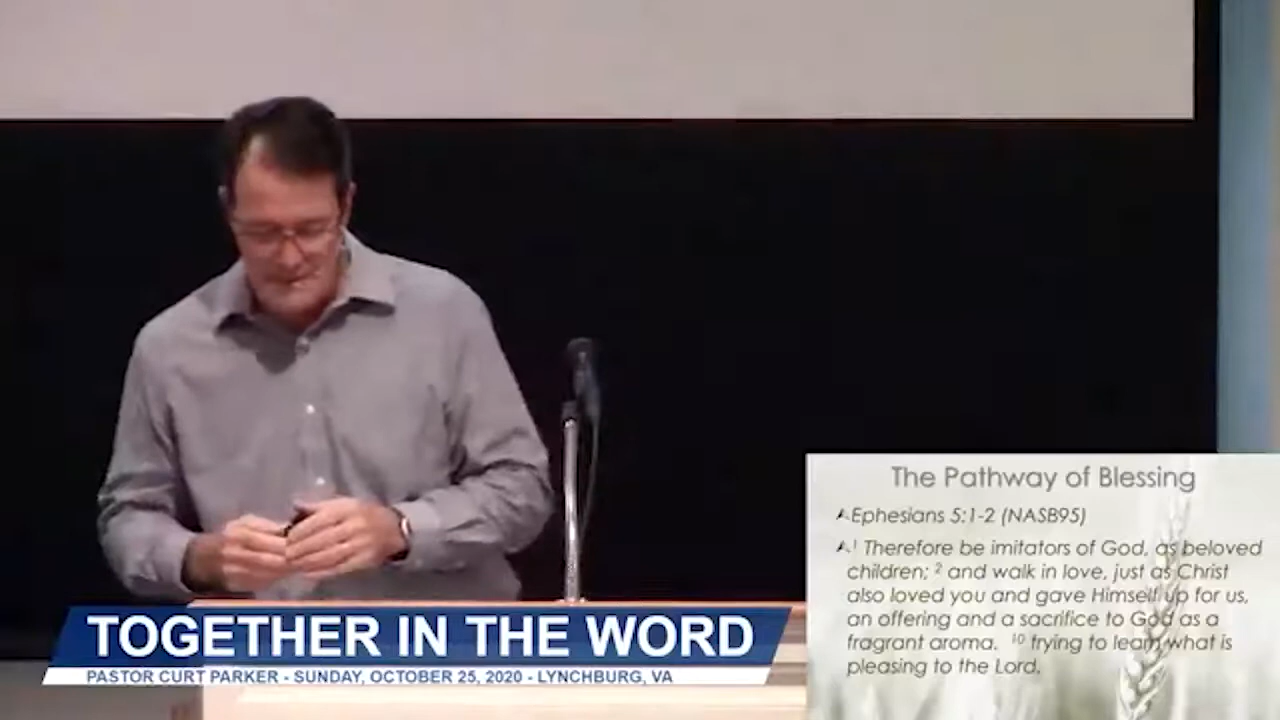 TOGETHER IN THE WORD
PASTOR CURT PARKER - SUNDAY, OCTOBER 25, 2020 - LYNCHBURG, VA
The Pathway of Blessing
Ephesians 5:1-2 (NASB95)
1 Therefore be imitators of God, as beloved
children; 2 and walk in love, just as Christ
also loved you and gave Himself up for us,
an offering and a sacrifice to God as a
fragrant aroma. 10 trying to learn what is
pleasing to the Lord.